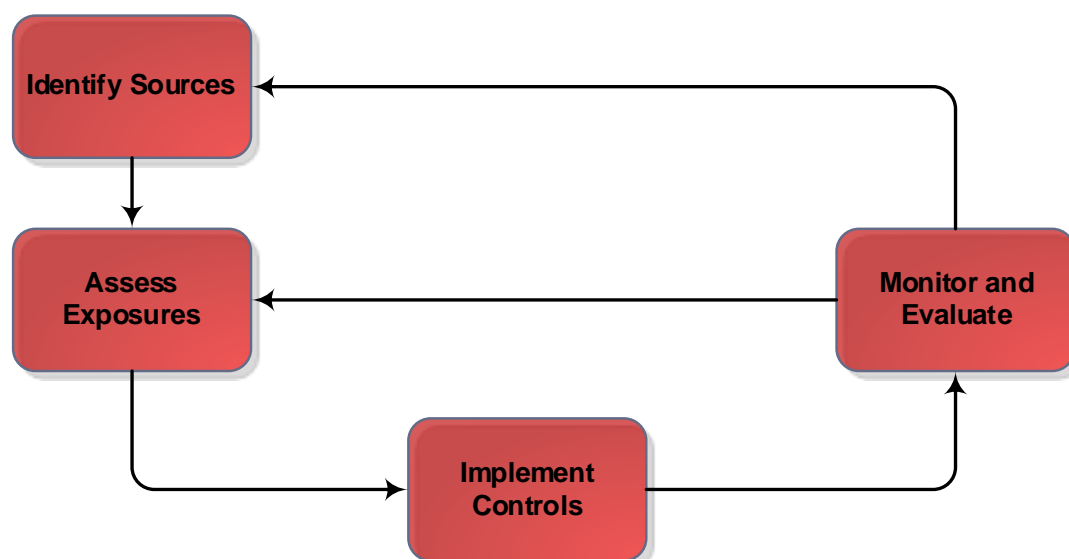 Identify Sources
Assess
Exposures
Monitor and
Evaluate
Implement
Controls